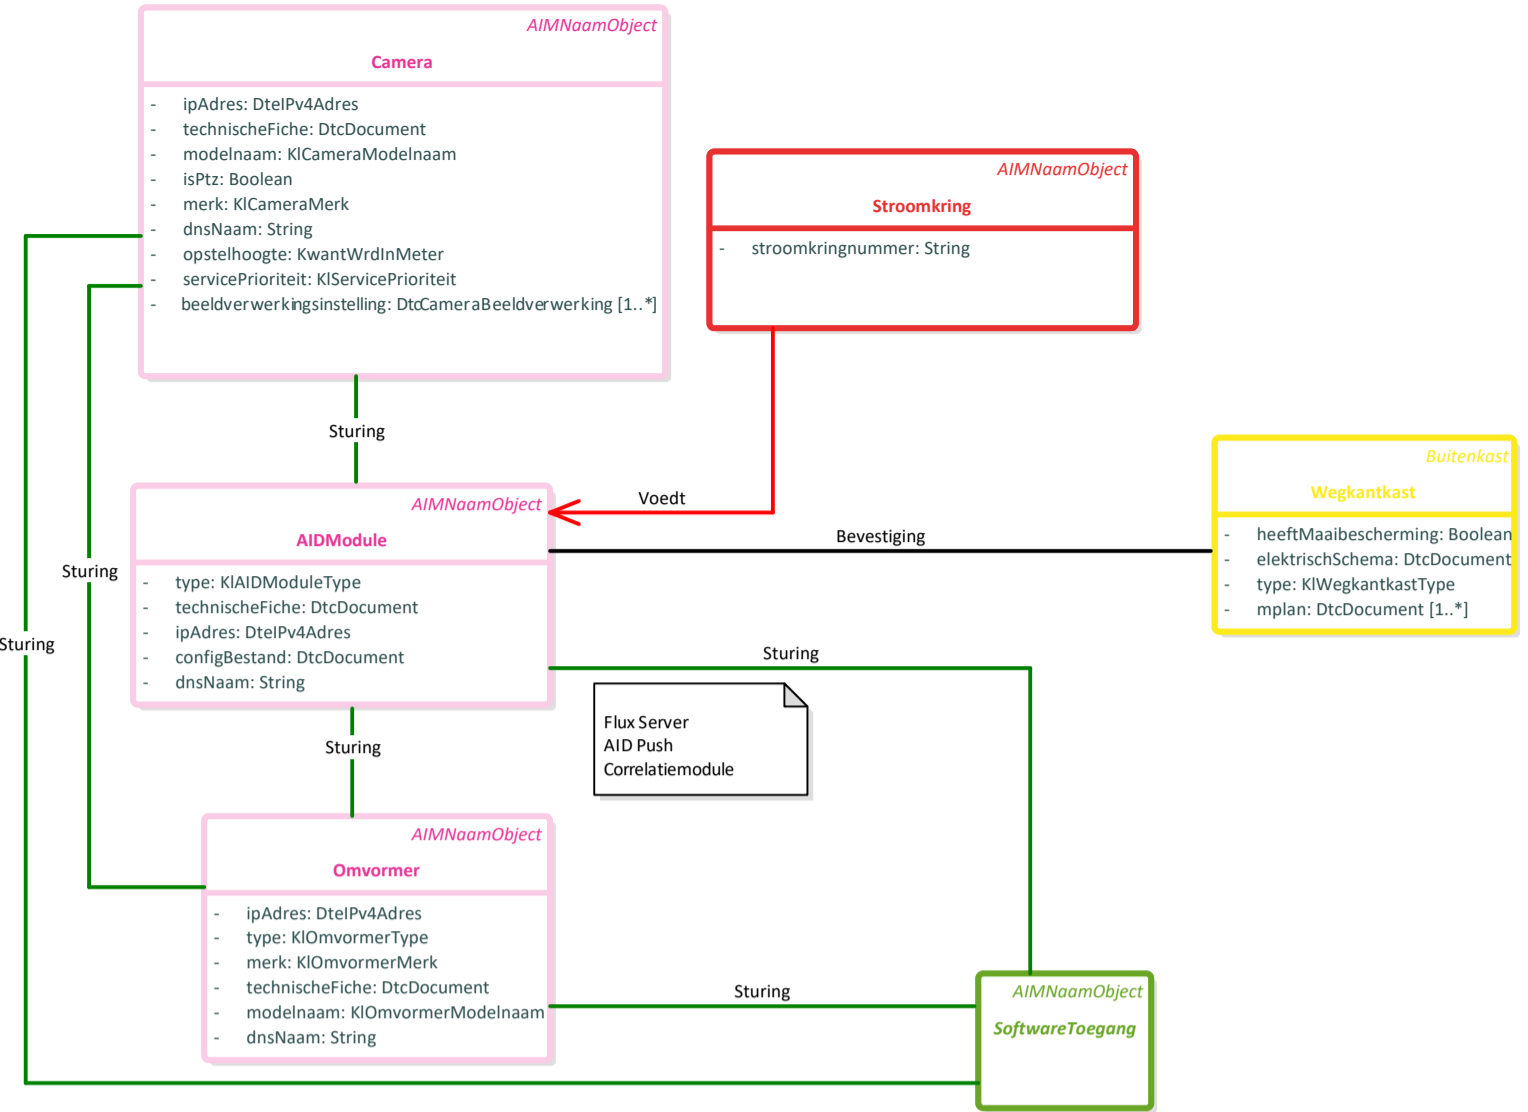 AIMNaamObject
Camera
- ipAdres: DteIPv4Adres
- technischeFiche: DtcDocument
- modelnaam: KlCameraModelnaam
- isPtz: Boolean
- merk: KlCameraMerk
- dnsNaam: String
- opstelhoogte: KwantWrdInMeter
- servicePrioriteit: KlServicePrioriteit
- beeldverwerkingsinstelling: DtcCameraBeeldverwerking [1..*]
AIMNaamObject
Stroomkring
- stroomkringnummer: String
Sturing
Voedt
Bevestiging
Buitenkast
Wegkantkast
- heeftMaaibescherming: Boolean
- elektrischSchema: DtcDocument
- type: KlWegkantkastType
- mplan: DtcDocument [1..*]
AIMNaamObject
AIDModule
- type: KlAIDModuleType
- technischeFiche: DtcDocument
- ipAdres: DteIPv4Adres
- configBestand: DtcDocument
- dnsNaam: String
Sturing
Sturing
Sturing
Flux Server
AID Push
Correlatiemodule
Sturing
AIMNaamObject
Omvormer
- ipAdres: DteIPv4Adres
- type: KlOmvormerType
- merk: KlOmvormerMerk
- technischeFiche: DtcDocument
- modelnaam: KlOmvormerModelnaam
- dnsNaam: String
Sturing
AIMNaamObject
SoftwareToegang